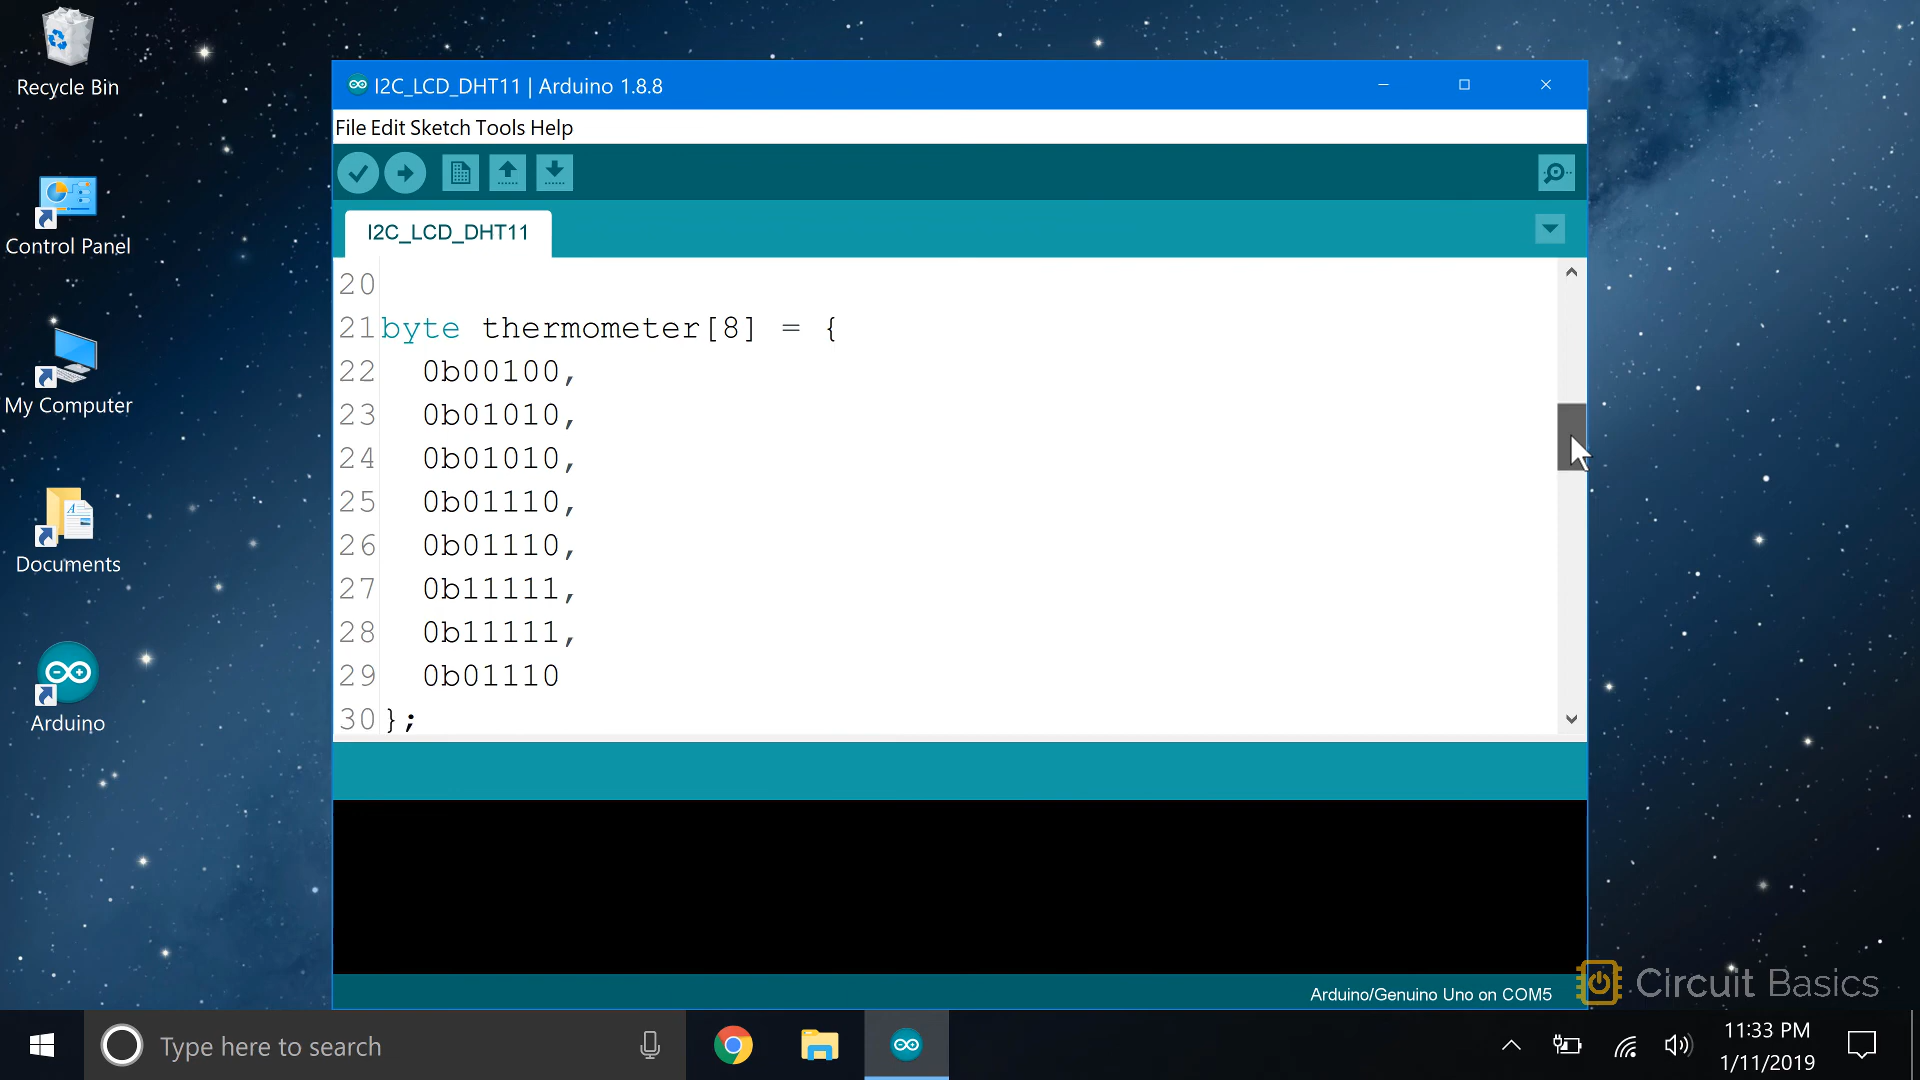 Recycle Bin
Control Panel
My Computer
Documents
Arduino
I2C_LCD_DHT11 | Arduino 1.8.8
File Edit Sketch Tools Help
I2C_LCD_DHT11
20
21 byte thermometer[8] = {
22 0b00100,
23 0b01010,
24 0b01010,
25 0b01110,
26 0b01110,
27 0b11111,
28 0b11111,
29 0b01110
30 };
Arduino/Genuino Uno on COM5
Circuit Basics
Type here to search
11:33 PM
1/11/2019